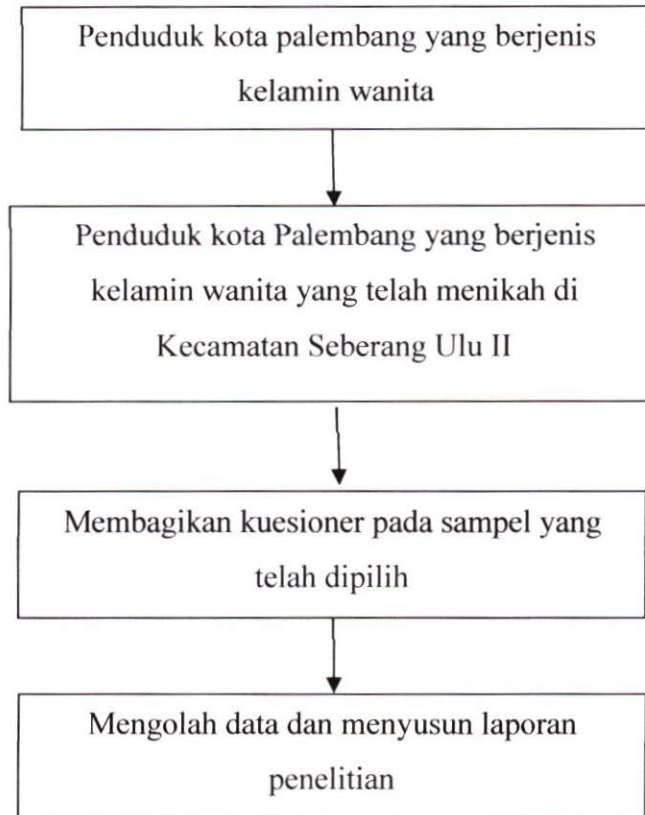 Penduduk kota palembang yang berjenis
kelamin wanita
Penduduk kota Palembang yang berjenis
kelamin wanita yang telah menikah di
Kecamatan Seberang Ulu II
Membagikan kuesioner pada sampel yang
telah dipilih
Mengolah data dan menyusun laporan
penelitian